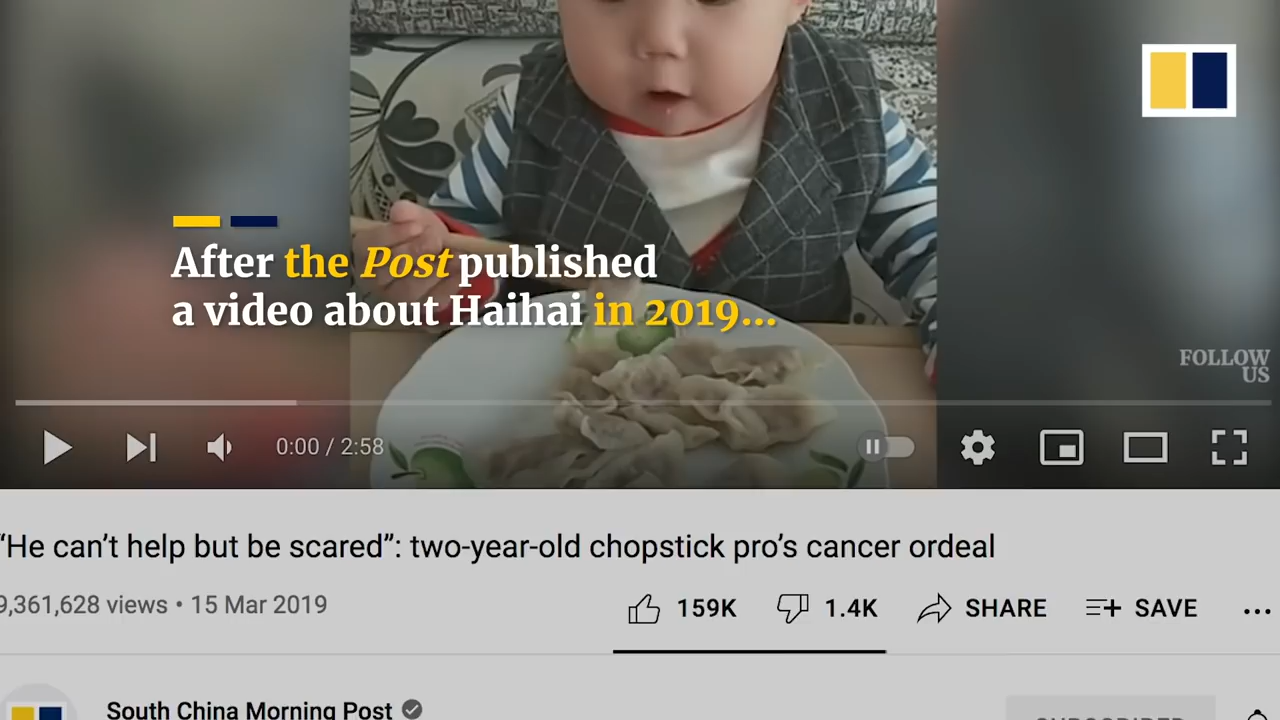 After the Post published
a video about Haihai in 2019...
FOLLOW
US
0:00 / 2:58
“He can’t help but be scared”: two-year-old chopstick pro’s cancer ordeal
9,361,628 views • 15 Mar 2019
159K
1.4K
SHARE
SAVE
South China Morning Post
SUBSCRIBED